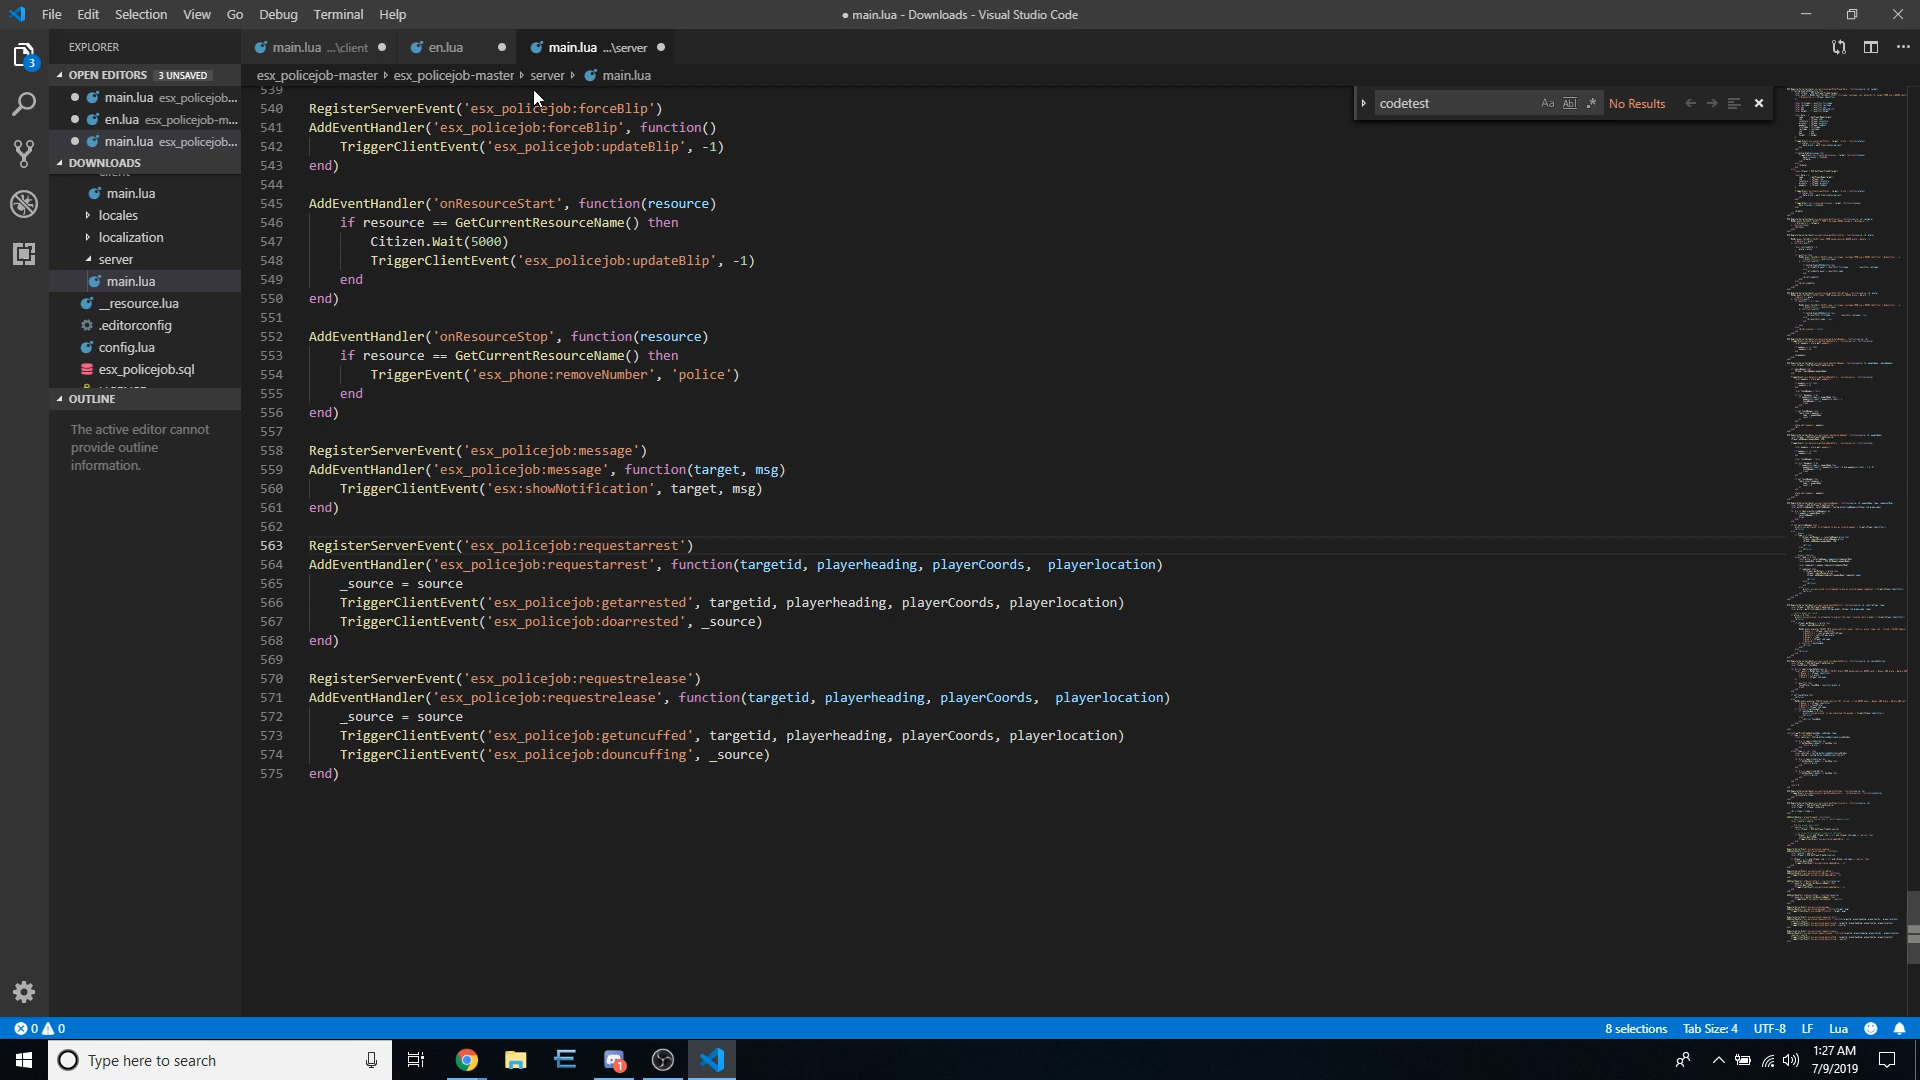 File Edit Selection View Go Debug Terminal Help
● main.lua - Downloads - Visual Studio Code
EXPLORER
main.lua ...\client
en.lua
main.lua ...\server
OPEN EDITORS 3 UNSAVED
esx_policejob-master esx_policejob-master server main.lua
3
main.lua esx_policejob...
en.lua esx_policejob-m...
main.lua esx_policejob...
DOWNLOADS
client
main.lua
locales
localization
server
main.lua
__resource.lua
.editorconfig
config.lua
esx_policejob.sql
OUTLINE
The active editor cannot
provide outline
information.
codetest Aa Abl .* No Results
539
540 RegisterServerEvent('esx_policejob:forceBlip')
541 AddEventHandler('esx_policejob:forceBlip', function()
542 TriggerClientEvent('esx_policejob:updateBlip', -1)
543 end)
544
545 AddEventHandler('onResourceStart', function(resource)
546 if resource == GetCurrentResourceName() then
547 Citizen.Wait(5000)
548 TriggerClientEvent('esx_policejob:updateBlip', -1)
549 end
550 end)
551
552 AddEventHandler('onResourceStop', function(resource)
553 if resource == GetCurrentResourceName() then
554 TriggerEvent('esx_phone:removeNumber', 'police')
555 end
556 end)
557
558 RegisterServerEvent('esx_policejob:message')
559 AddEventHandler('esx_policejob:message', function(target, msg)
560 TriggerClientEvent('esx:showNotification', target, msg)
561 end)
562
563 RegisterServerEvent('esx_policejob:requestarrest')
564 AddEventHandler('esx_policejob:requestarrest', function(targetid, playerheading, playerCoords,  playerlocation)
565 _source = source
566 TriggerClientEvent('esx_policejob:getarrested', targetid, playerheading, playerCoords, playerlocation)
567 TriggerClientEvent('esx_policejob:doarrested', _source)
568 end)
569
570 RegisterServerEvent('esx_policejob:requestrelease')
571 AddEventHandler('esx_policejob:requestrelease', function(targetid, playerheading, playerCoords,  playerlocation)
572 _source = source
573 TriggerClientEvent('esx_policejob:getuncuffed', targetid, playerheading, playerCoords, playerlocation)
574 TriggerClientEvent('esx_policejob:douncuffing', _source)
575 end)
0 0
8 selections Tab Size: 4 UTF-8 LF Lua
Type here to search
1
1:27 AM
7/9/2019